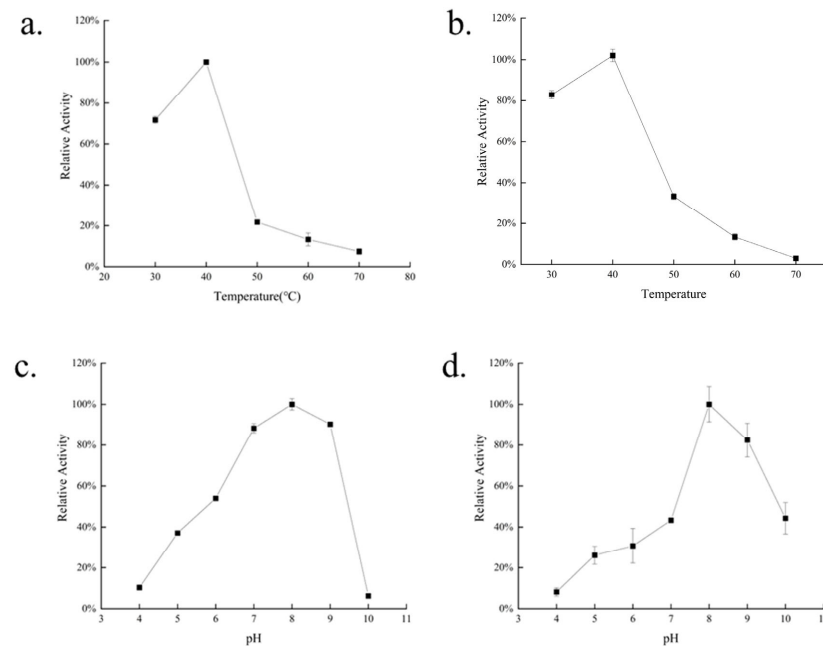 a.
120%
100%
80%
60%
40%
20%
0%
Relative Activity
20 30 40 50 60 70 80
Temperature(°C)
b.
120%
100%
80%
60%
40%
20%
0%
Relative Activity
30 40 50 60 70
Temperature
c.
120%
100%
80%
60%
40%
20%
0%
Relative Activity
3 4 5 6 7 8 9 10 11
pH
d.
120%
100%
80%
60%
40%
20%
0%
Relative Activity
3 4 5 6 7 8 9 10
pH